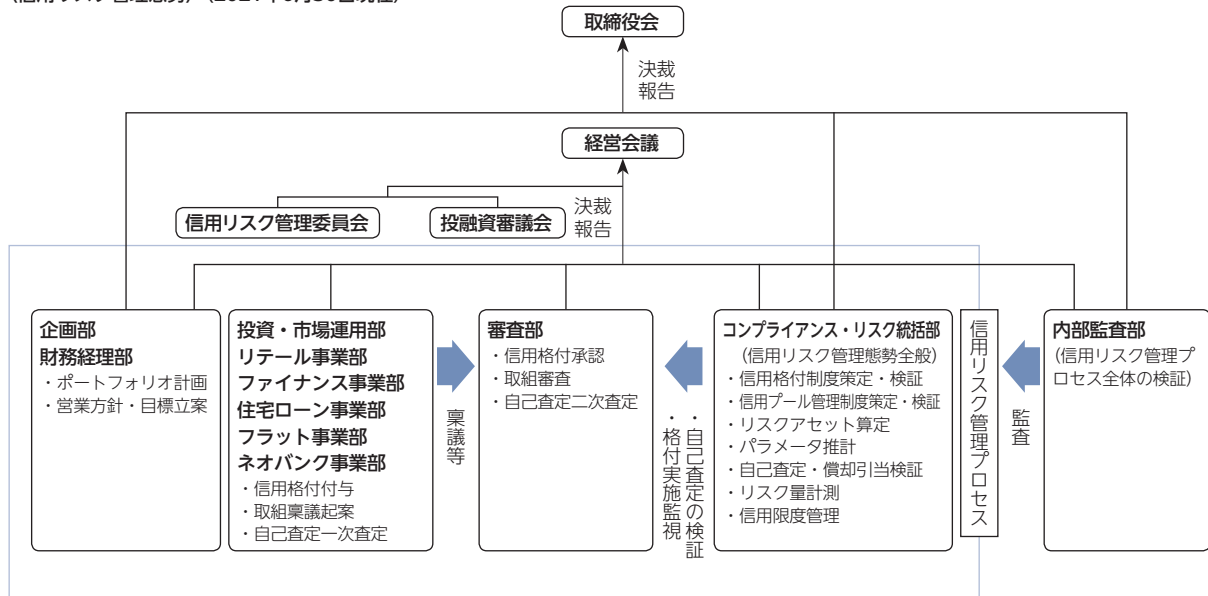 取締役会
決裁
報告
経営会議
信用リスク管理委員会
投融資審議会
決裁
報告
企画部
財務経理部
・ポートフォリオ計画
・営業方針・目標立案
投資・市場運用部
リテール事業部
ファイナンス事業部
住宅ローン事業部
フラット事業部
ネオバンク事業部
・信用格付付与
・取組稟議起案
・自己査定一次査定
稟議等
審査部
・信用格付承認
・取組審査
・自己査定二次査定
・自己査定の検証
・格付実施監視
コンプライアンス・リスク統括部
(信用リスク管理態勢全般)
・信用格付制度策定・検証
・信用プール管理制度策定・検証
・リスクアセット算定
・パラメータ推計
・自己査定・償却引当検証
・リスク量計測
・信用限度管理
信用リスク管理プロセス
監査
内部監査部
(信用リスク管理プ
ロセス全体の検証)